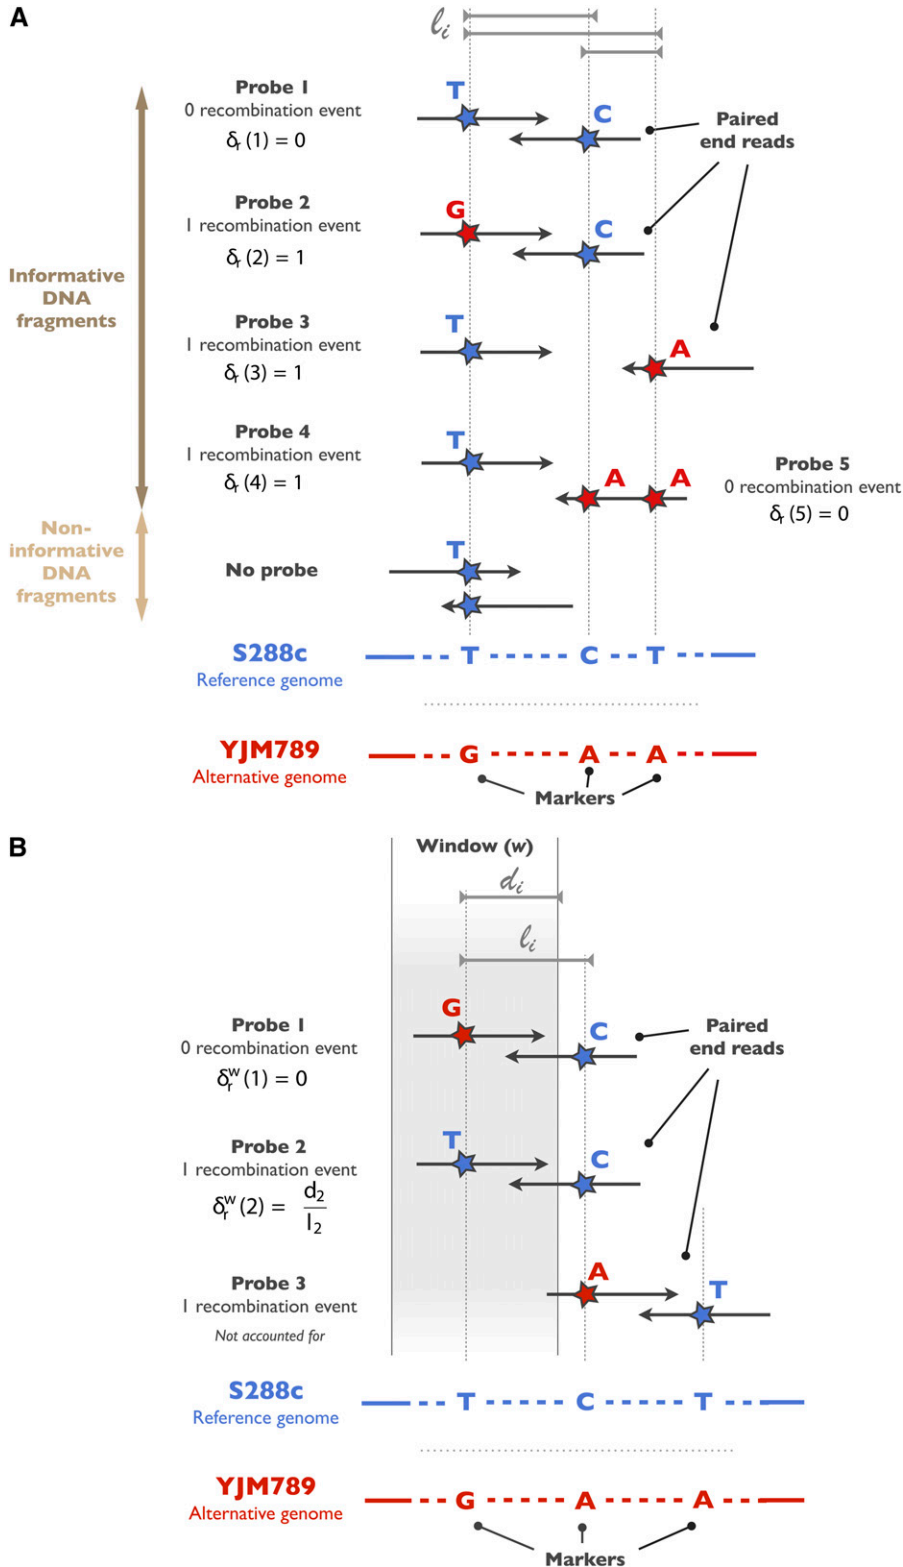 A
ℓi
Probe 1
0 recombination event
δr (1) = 0
T
C
Paired
end reads
Probe 2
1 recombination event
δr (2) = 1
G
C
Informative
DNA
fragments
Probe 3
1 recombination event
δr (3) = 1
T
A
Probe 4
1 recombination event
δr (4) = 1
T
A
A
Probe 5
0 recombination event
δr (5) = 0
Non-
informative
DNA
fragments
No probe
T
S288c
Reference genome
T C T
YJM789
Alternative genome
G A A
Markers
B
Window (w)
di
ℓi
Probe 1
0 recombination event
δrw (1) = 0
G
C
Paired
end reads
Probe 2
1 recombination event
δrw (2) = d2 / l2
T
C
Probe 3
1 recombination event
Not accounted for
A
T
S288c
Reference genome
T C T
YJM789
Alternative genome
G A A
Markers